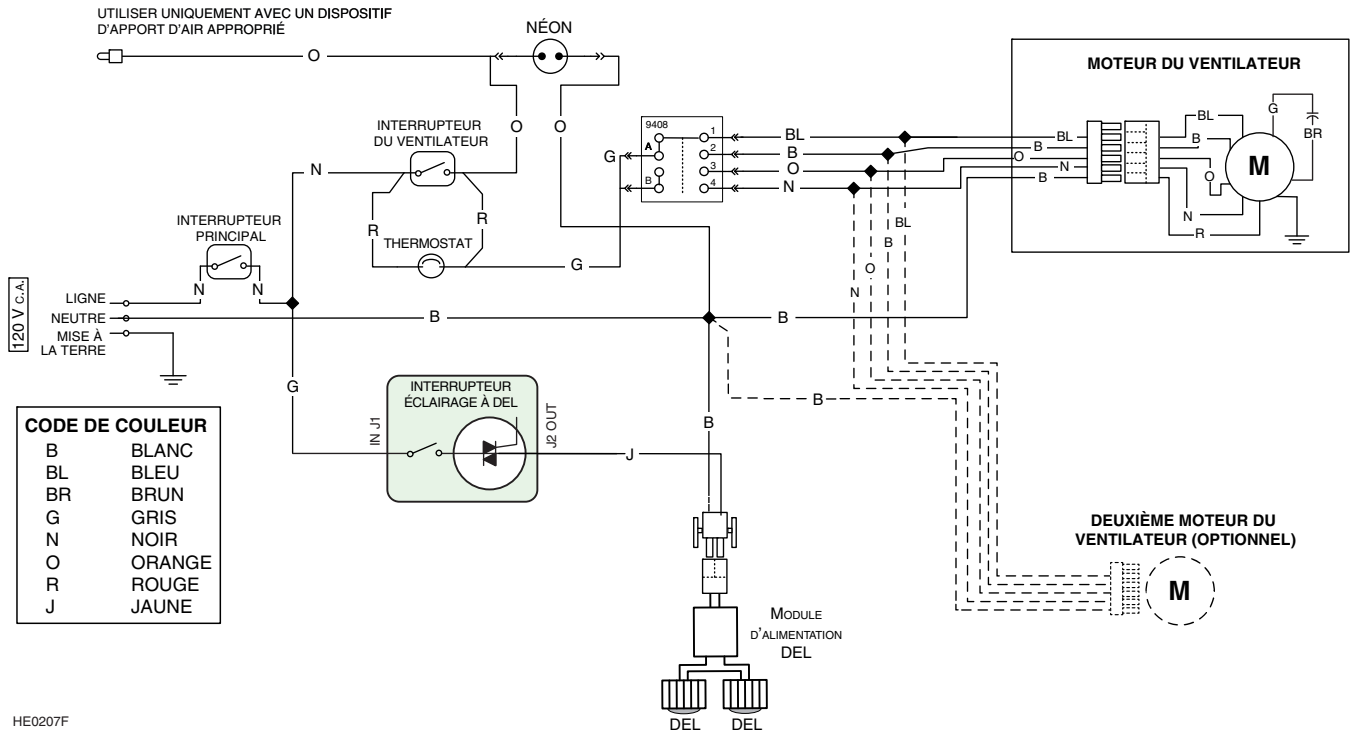 UTILISER UNIQUEMENT AVEC UN DISPOSITIF
D'APPORT D'AIR APPROPRIÉ
NÉON
O
INTERRUPTEUR
DU VENTILATEUR
O
O
N
R
R
THERMOSTAT
G
INTERRUPTEUR
PRINCIPAL
N
N
120 V C.A.
LIGNE
NEUTRE
MISE À
LA TERRE
B
B
G
9408
A
B
1
2
3
4
G
BL
B
O
N
BL
B
O
N
MOTEUR DU VENTILATEUR
BL
B
O
N
B
BL
B
O
N
R
G
BR
M
INTERRUPTEUR
ÉCLAIRAGE À DEL
IN J1
J2 OUT
J
B
B
CODE DE COULEUR
B BLANC
BL BLEU
BR BRUN
G GRIS
N NOIR
O ORANGE
R ROUGE
J JAUNE
DEUXIÈME MOTEUR DU
VENTILATEUR (OPTIONNEL)
M
MODULE
D'ALIMENTATION
DEL
DEL DEL
HE0207F